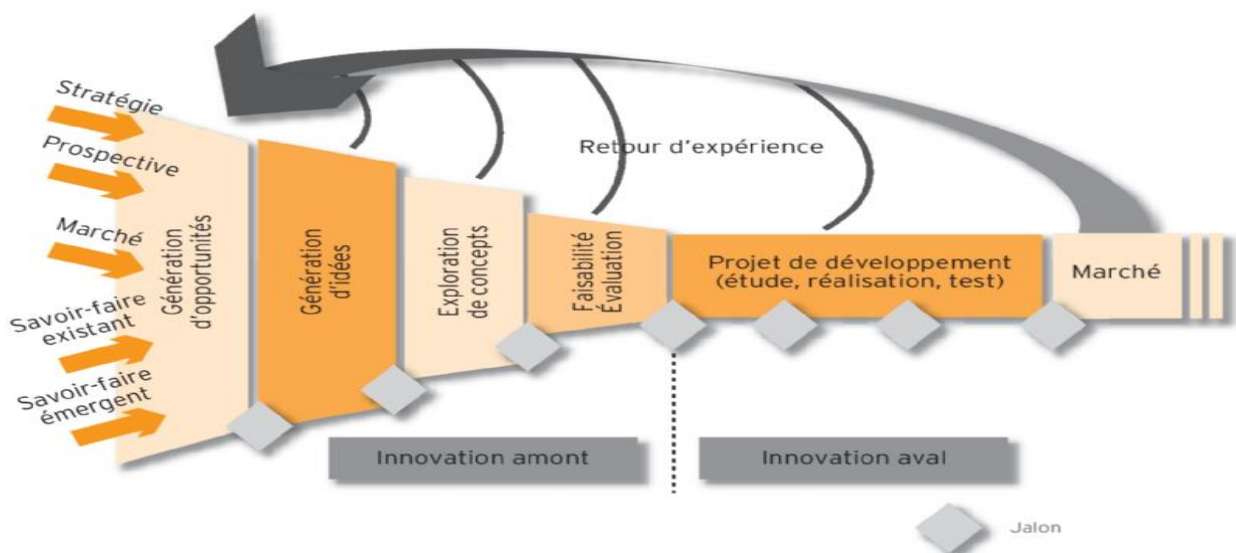 Stratégie
Prospective
Marché
Savoir-faire
existant
Savoir-faire
émergent
Génération
d'opportunités
Génération
d'idées
Exploration
de concepts
Faisabilité
Évaluation
Retour d'expérience
Projet de développement
(étude, réalisation, test)
Marché
Innovation amont
Innovation aval
Jalon